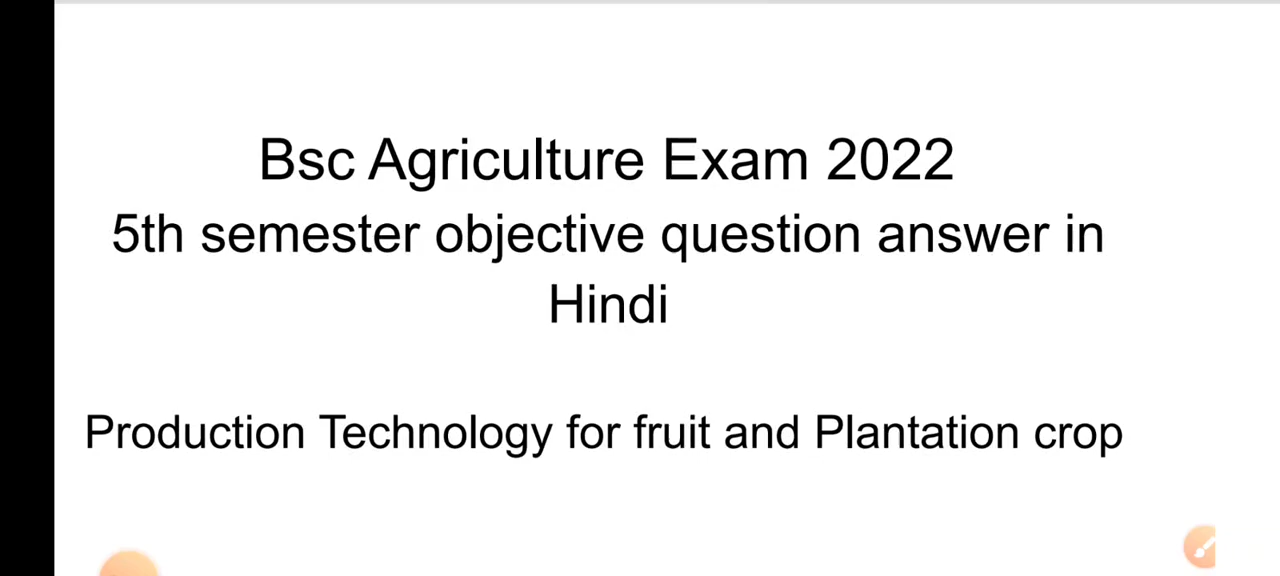 Bsc Agriculture Exam 2022
5th semester objective question answer in
Hindi
Production Technology for fruit and Plantation crop